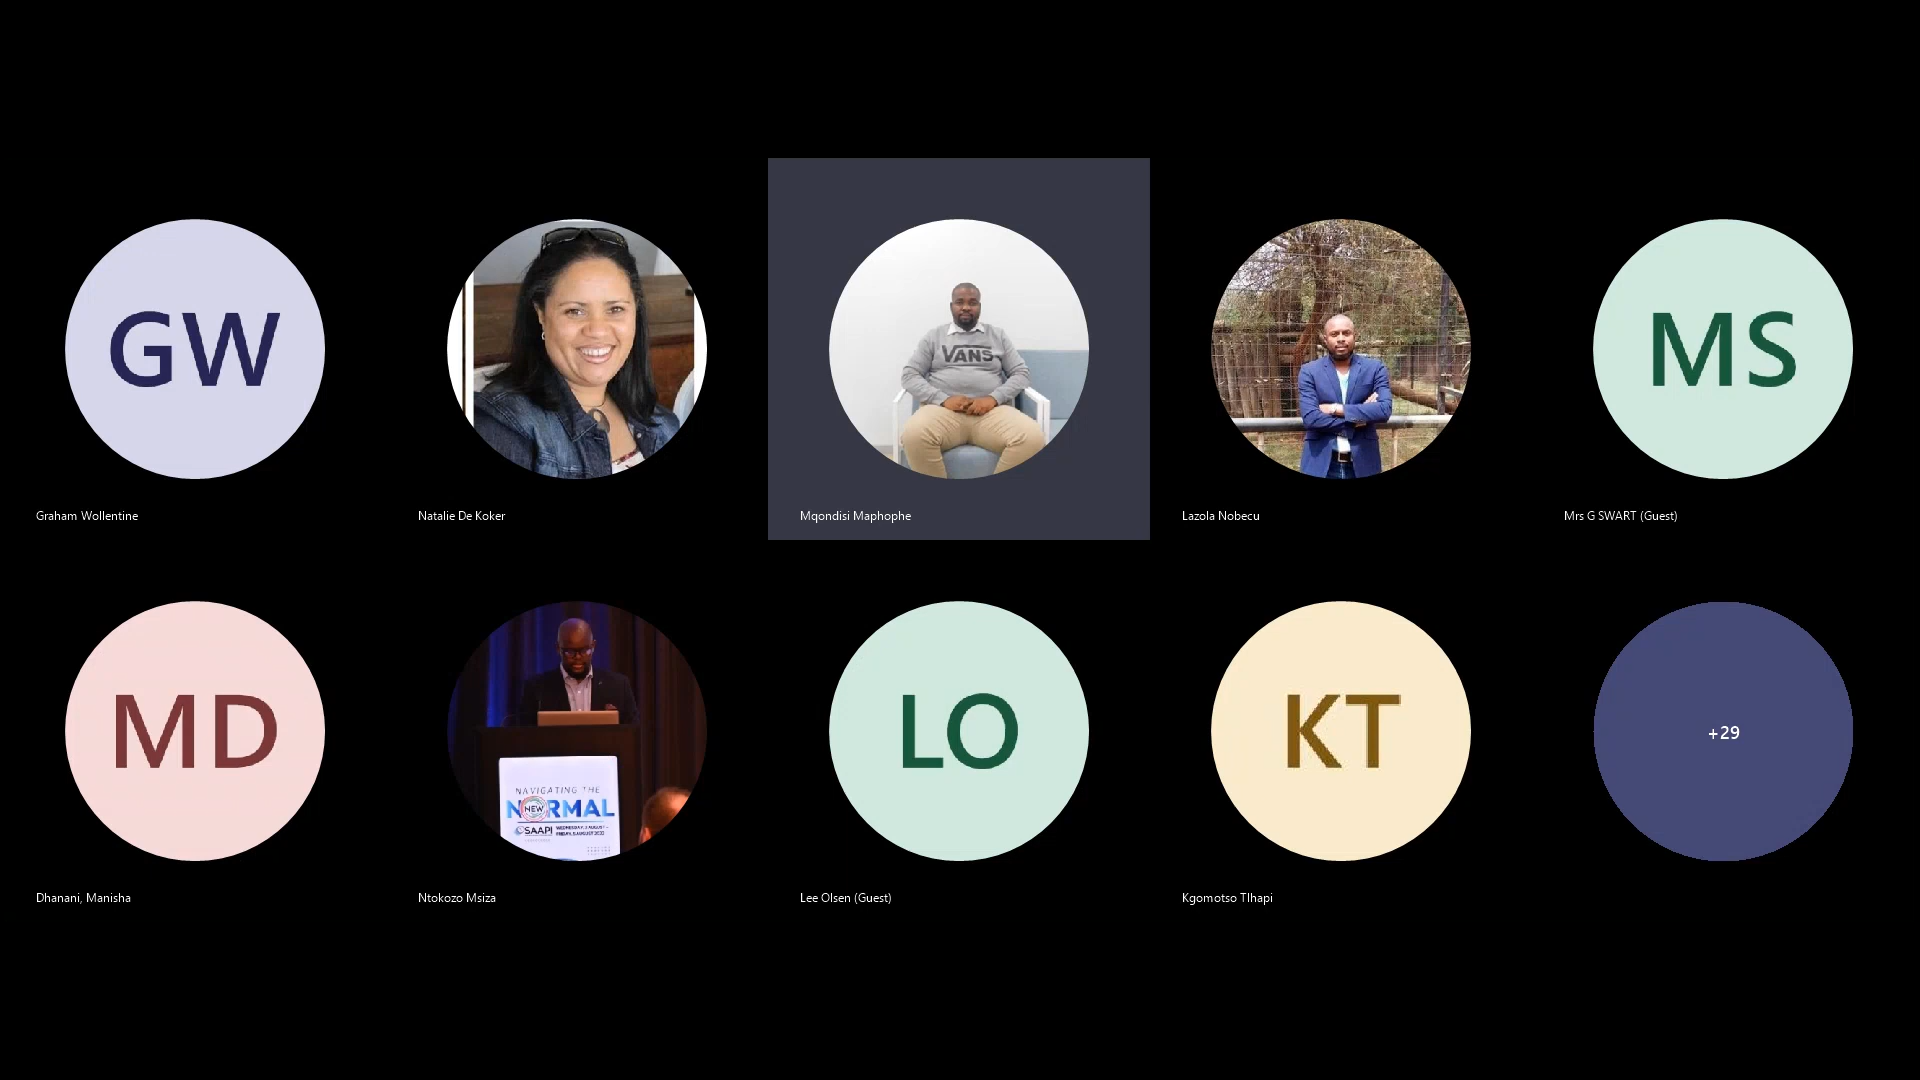 GW
VANS
MS
Graham Wollentine
Natalie De Koker
Mqondisi Maphophe
Lazola Nobecu
Mrs G SWART (Guest)
MD
NAVIGATING THE
NEW
NORMAL
SAAPI
LO
KT
+29
Dhanani, Manisha
Ntokozo Msiza
Lee Olsen (Guest)
Kgomotso Tlhapi